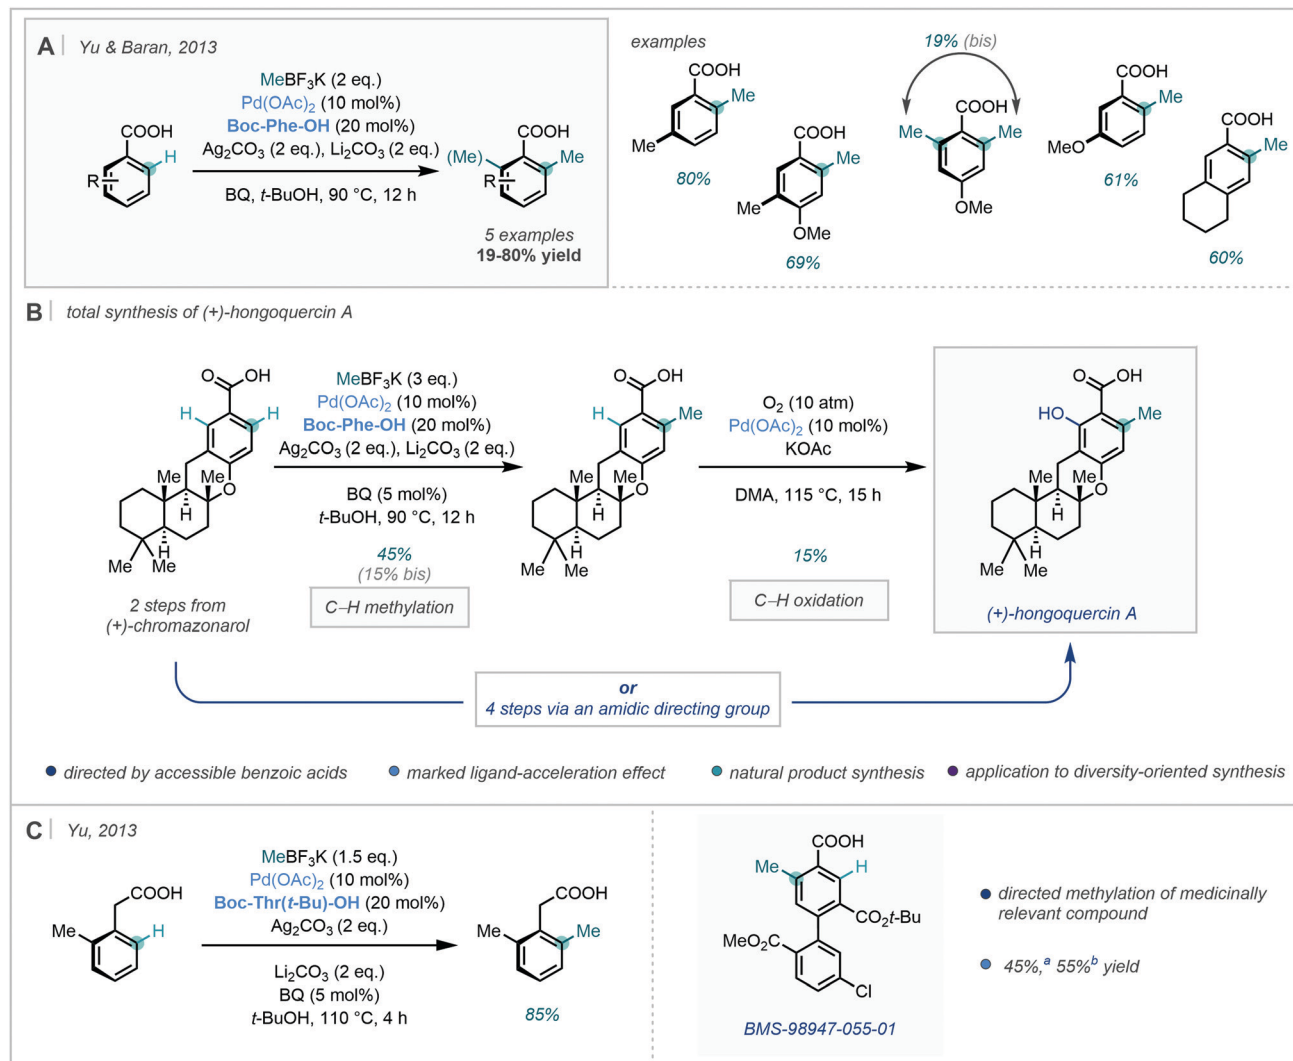 A Yu & Baran, 2013
MeBF3K (2 eq.)
Pd(OAc)2 (10 mol%)
Boc-Phe-OH (20 mol%)
Ag2CO3 (2 eq.), Li2CO3 (2 eq.)
BQ, t-BuOH, 90 °C, 12 h
COOH
H
R
COOH
(Me)
Me
R
5 examples
19-80% yield
examples
COOH
Me
Me
80%
COOH
Me
Me
OMe
69%
19% (bis)
COOH
Me
Me
OMe
COOH
Me
MeO
61%
COOH
Me
60%
B total synthesis of (+)-hongoquercin A
O
OH
H
H
Me
Me
O
H
H
Me
Me
2 steps from
(+)-chromazonarol
MeBF3K (3 eq.)
Pd(OAc)2 (10 mol%)
Boc-Phe-OH (20 mol%)
Ag2CO3 (2 eq.), Li2CO3 (2 eq.)
BQ (5 mol%)
t-BuOH, 90 °C, 12 h
45%
(15% bis)
C–H methylation
O
OH
H
Me
Me
Me
O
H
H
Me
Me
O2 (10 atm)
Pd(OAc)2 (10 mol%)
KOAc
DMA, 115 °C, 15 h
15%
C–H oxidation
O
OH
HO
Me
Me
Me
O
H
H
Me
Me
(+)-hongoquercin A
or
4 steps via an amidic directing group
directed by accessible benzoic acids
marked ligand-acceleration effect
natural product synthesis
application to diversity-oriented synthesis
C Yu, 2013
COOH
Me
H
MeBF3K (1.5 eq.)
Pd(OAc)2 (10 mol%)
Boc-Thr(t-Bu)-OH (20 mol%)
Ag2CO3 (2 eq.)
Li2CO3 (2 eq.)
BQ (5 mol%)
t-BuOH, 110 °C, 4 h
COOH
Me
Me
85%
COOH
Me
H
CO2t-Bu
MeO2C
Cl
BMS-98947-055-01
directed methylation of medicinally
relevant compound
45%,a 55%b yield